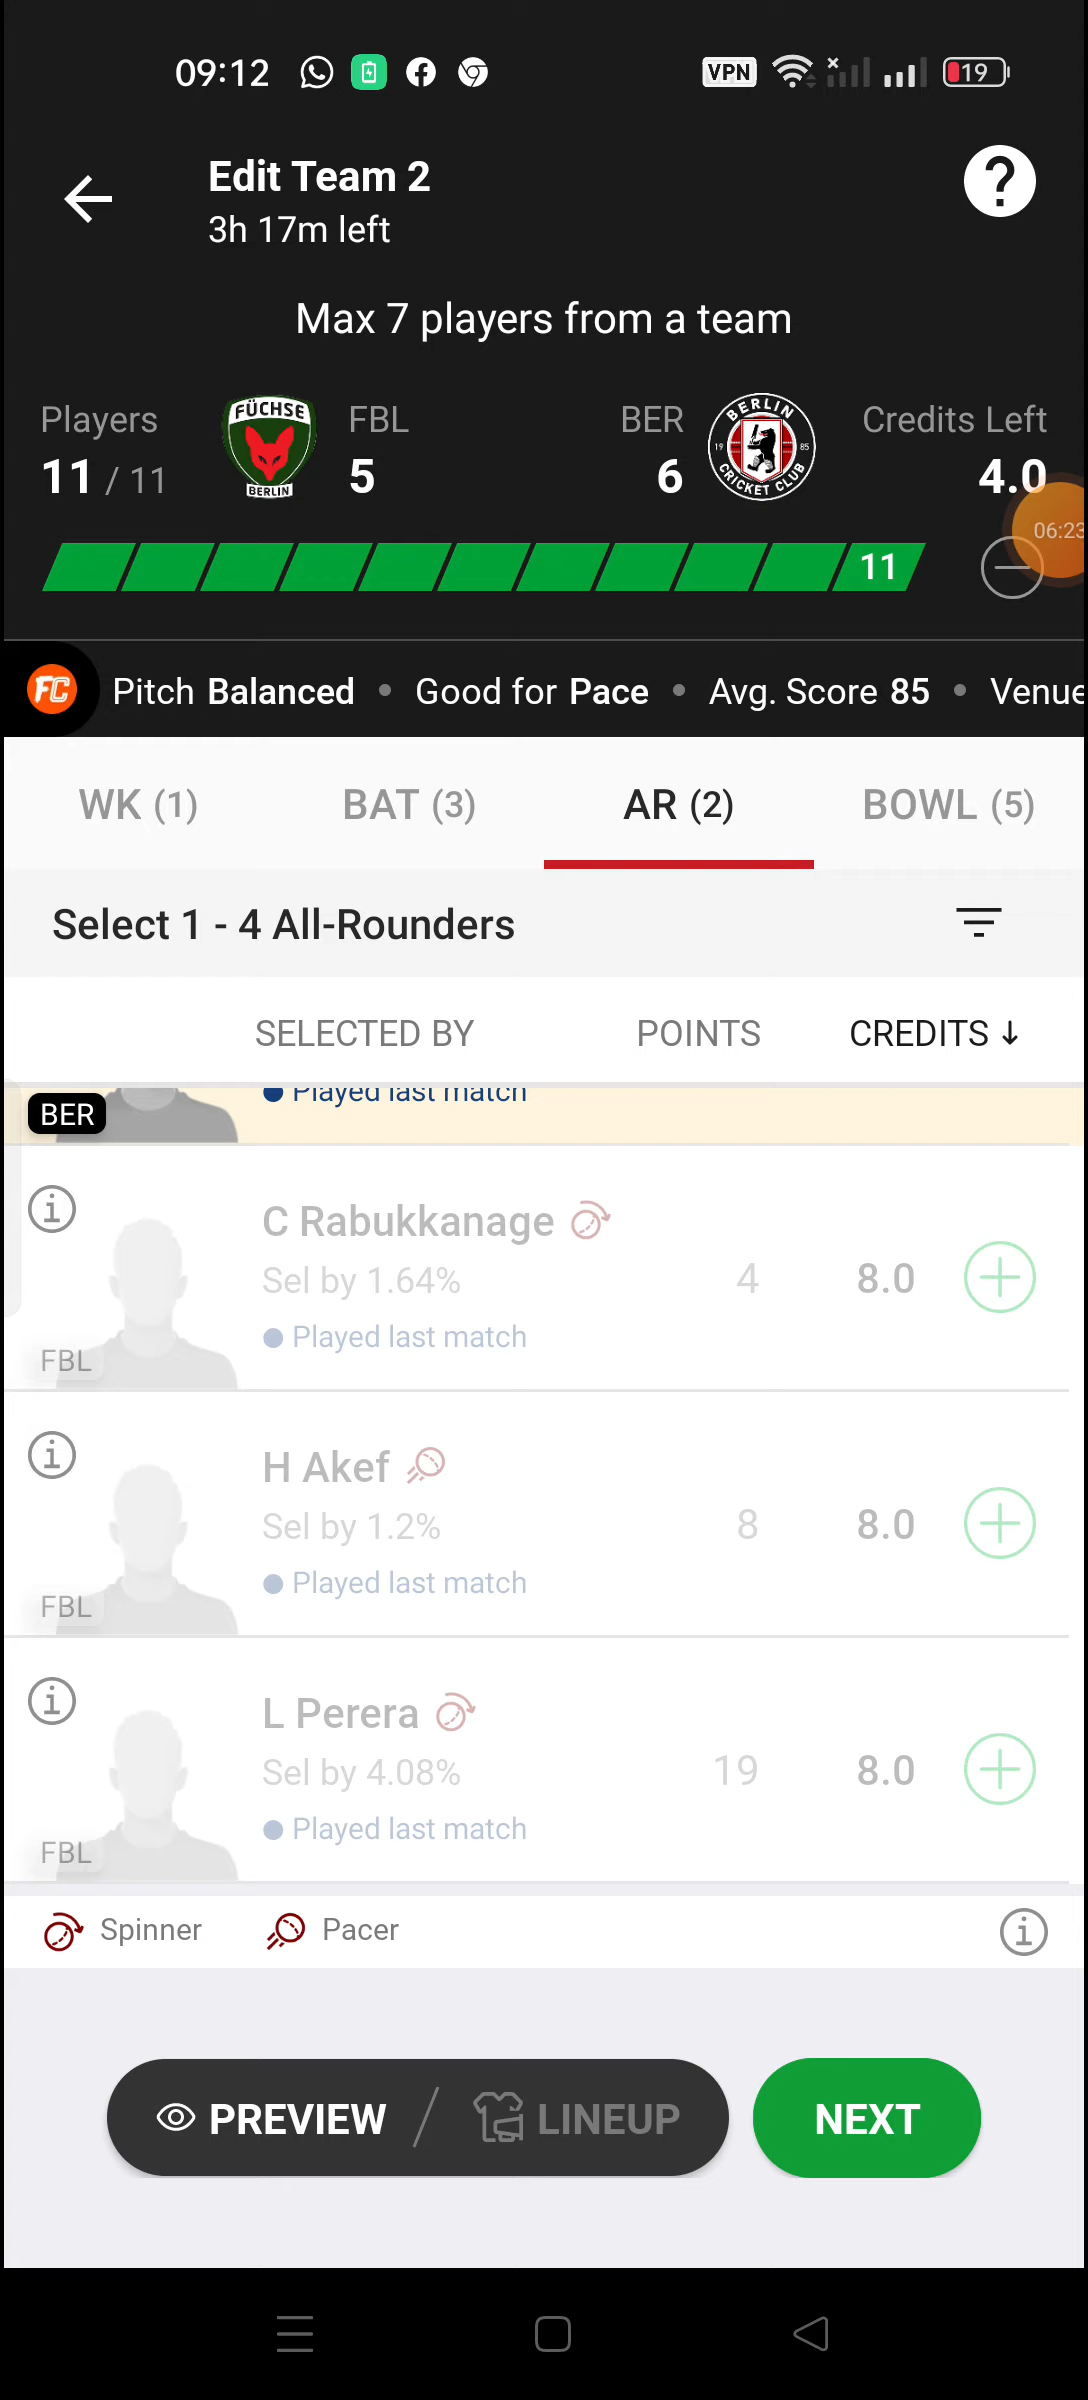 09:12
VPN
19
Edit Team 2
3h 17m left
?
Max 7 players from a team
Players
11 / 11
FÜCHSE
BERLIN
FBL
5
BER
6
BERLIN
19 85
CRICKET CLUB
Credits Left
4.0
06:23
11
FC Pitch Balanced • Good for Pace • Avg. Score 85 • Venue
WK (1)
BAT (3)
AR (2)
BOWL (5)
Select 1 - 4 All-Rounders
SELECTED BY
POINTS
CREDITS ↓
BER
Played last match
C Rabukkanage
Sel by 1.64%
4
8.0
Played last match
FBL
H Akef
Sel by 1.2%
8
8.0
Played last match
FBL
L Perera
Sel by 4.08%
19
8.0
Played last match
FBL
Spinner
Pacer
PREVIEW
LINEUP
NEXT